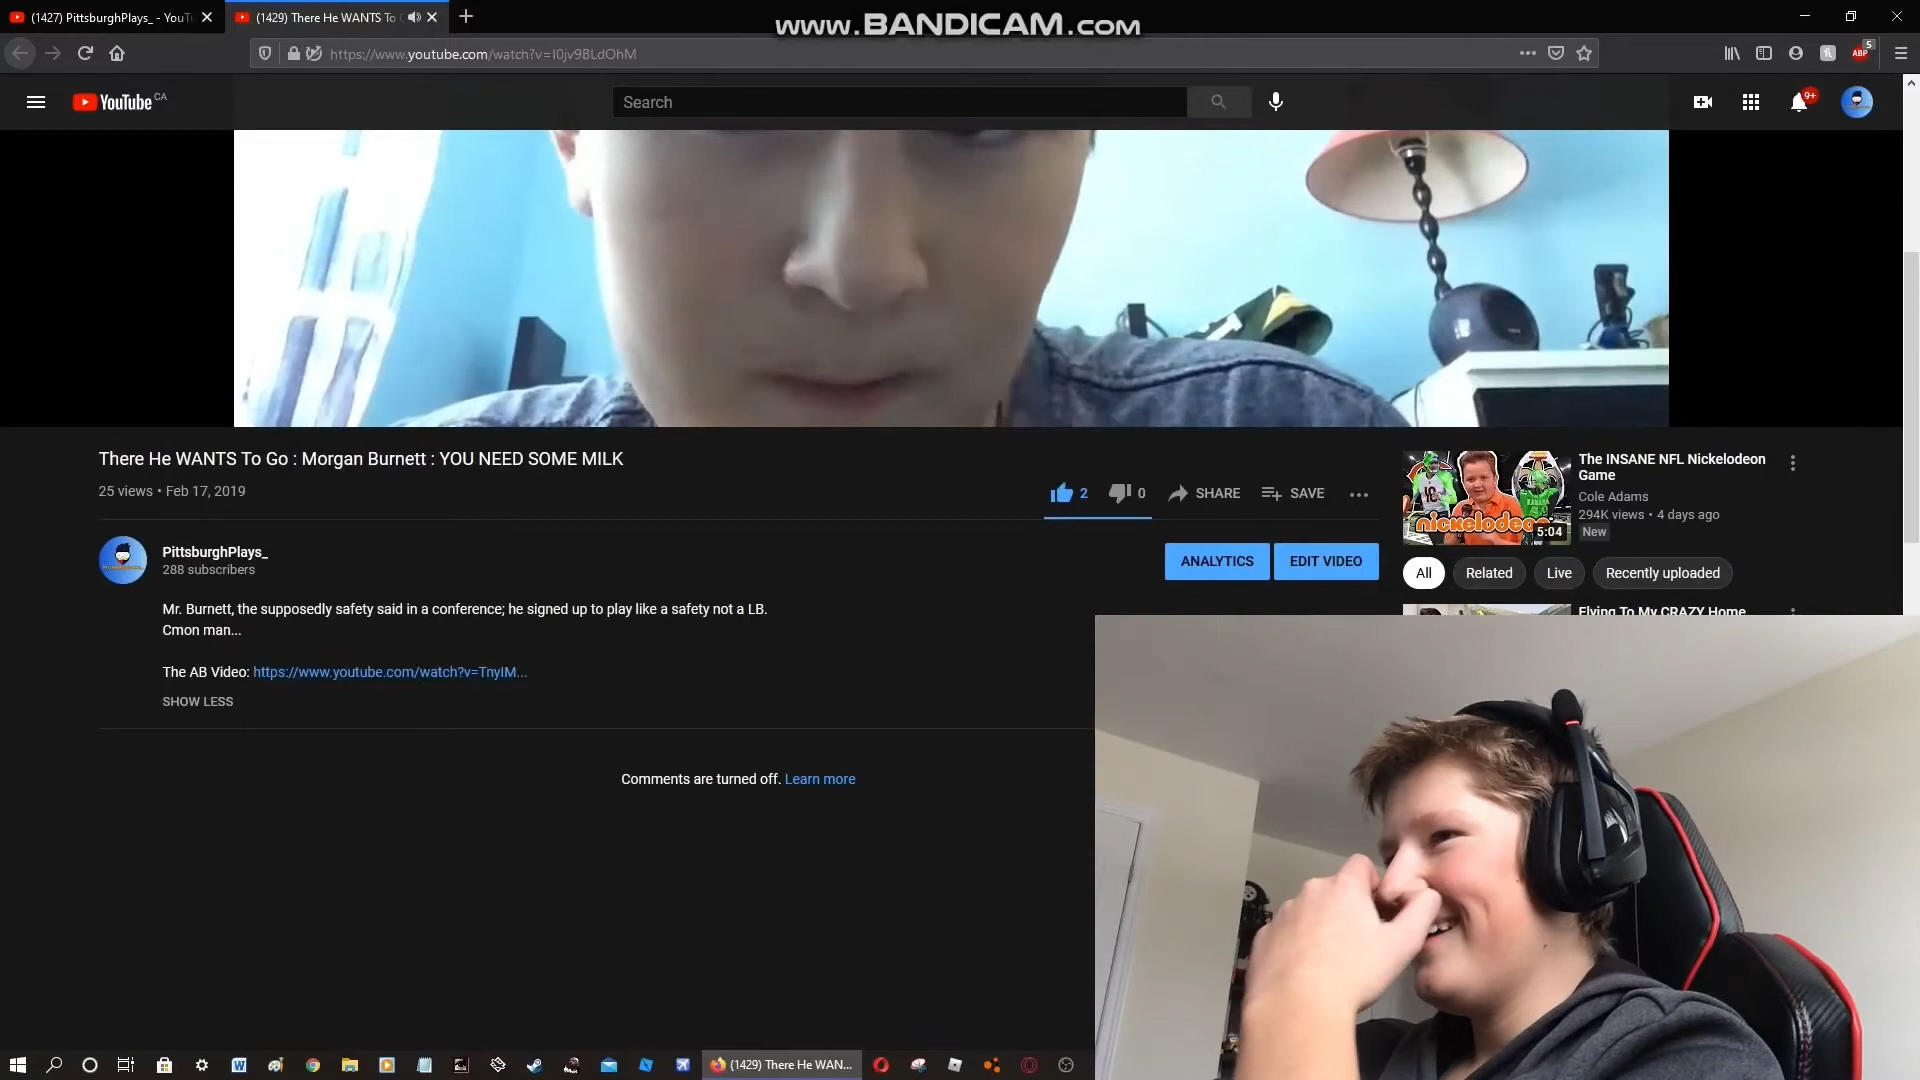 (1427) PittsburghPlays_ - YouTu
(1429) There He WANTS To
www.BANDICAM.com
https://www.youtube.com/watch?v=I0jv9BLdOhM
5
ABP
YouTube CA
Search
9+
There He WANTS To Go : Morgan Burnett : YOU NEED SOME MILK
25 views • Feb 17, 2019
2
0
SHARE
SAVE
PittsburghPlays_
288 subscribers
ANALYTICS
EDIT VIDEO
Mr. Burnett, the supposedly safety said in a conference; he signed up to play like a safety not a LB.
Cmon man...
The AB Video: https://www.youtube.com/watch?v=TnyIM...
SHOW LESS
Comments are turned off. Learn more
nickelodeon
5:04
The INSANE NFL Nickelodeon
Game
Cole Adams
294K views • 4 days ago
New
All
Related
Live
Recently uploaded
Flying To My CRAZY Home
(1429) There He WAN...